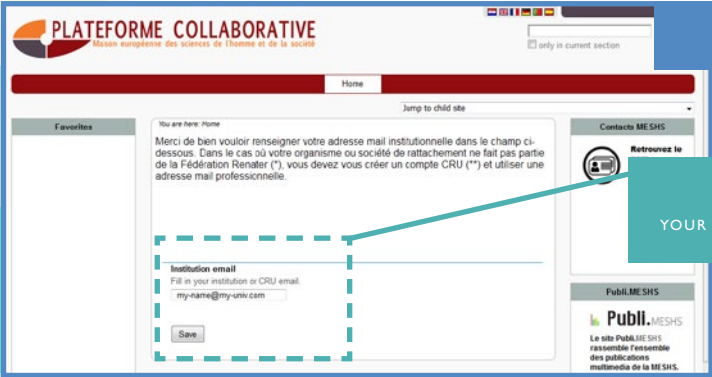 PLATEFORME COLLABORATIVE
Maison européenne des sciences de l'homme et de la société
only in current section
Home
Jump to child site
Favorites
You are here: Home
Merci de bien vouloir renseigner votre adresse mail institutionnelle dans le champ ci-
dessous. Dans le cas où votre organisme ou société de rattachement ne fait pas partie
de la Fédération Renater (*), vous devez vous créer un compte CRU (**) et utiliser une
adresse mail professionnelle.
Institution email
Fill in your institution or CRU email.
my-name@my-univ.com
Save
Contacts MESHS
Retrouvez le
YOUR
Publi.MESHS
Publi.MESHS
Le site Publi.MESHS
rassemble l'ensemble
des publications
multimedia de la MESHS.